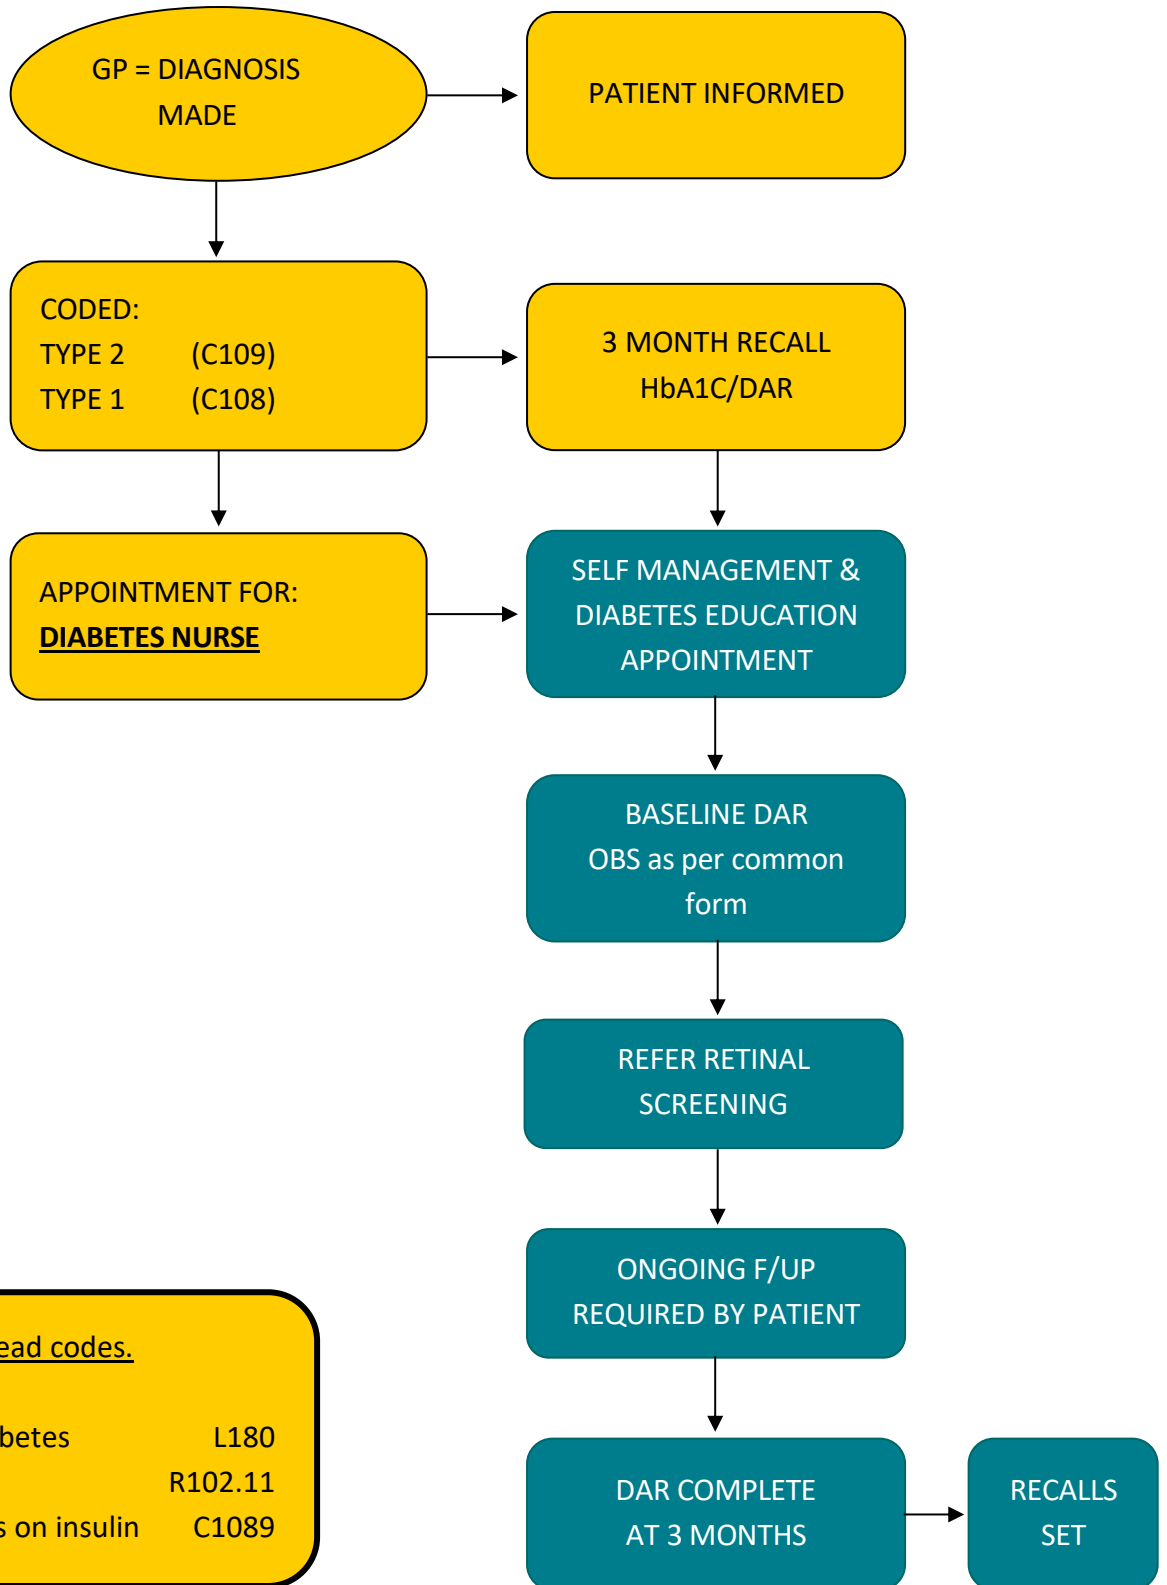 GP = DIAGNOSIS
MADE
PATIENT INFORMED
CODED:
TYPE 2 (C109)
TYPE 1 (C108)
3 MONTH RECALL
HbA1C/DAR
APPOINTMENT FOR:
DIABETES NURSE
SELF MANAGEMENT &
DIABETES EDUCATION
APPOINTMENT
BASELINE DAR
OBS as per common
form
REFER RETINAL
SCREENING
ONGOING F/UP
REQUIRED BY PATIENT
DAR COMPLETE
AT 3 MONTHS
RECALLS
SET
codes.
L180
R102.11
on insulin C1089